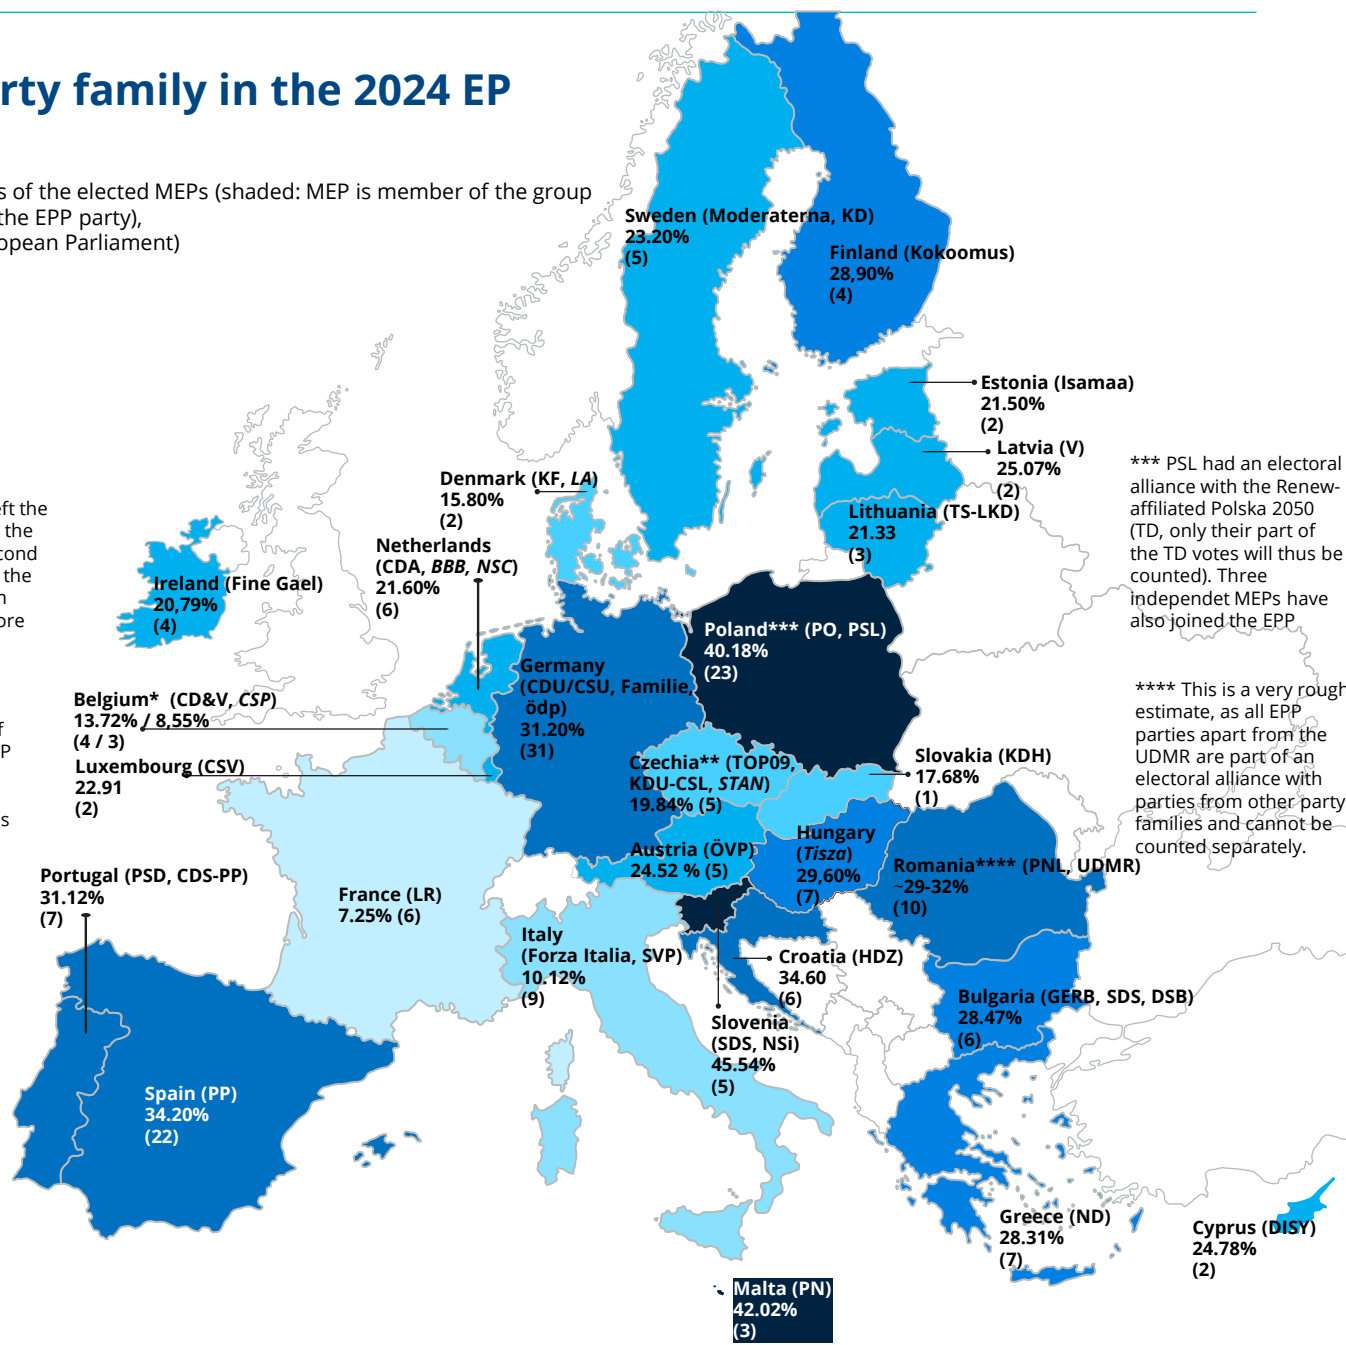 rty family in the 2024 EP
s of the elected MEPs (shaded: MEP is member of the group
the EPP party),
opean Parliament)
Sweden (Moderaterna, KD)
23.20%
(5)
Finland (Kokoomus)
28,90%
(4)
Estonia (Isamaa)
21.50%
(2)
Latvia (V)
25.07%
(2)
Lithuania (TS-LKD)
21.33
(3)
Denmark (KF, LA)
15.80%
(2)
Netherlands
(CDA, BBB, NSC)
21.60%
(6)
Ireland (Fine Gael)
20,79%
(4)
eft the
the
cond
the
n
ore
*** PSL had an electoral
alliance with the Renew-
affiliated Polska 2050
(TD, only their part of
the TD votes will thus be
counted). Three
independet MEPs have
also joined the EPP
Poland*** (PO, PSL)
40.18%
(23)
Germany
(CDU/CSU, Familie,
ödp)
31.20%
(31)
Belgium* (CD&V, CSP)
13.72% / 8,55%
(4 / 3)
f
P
s
Luxembourg (CSV)
22.91
(2)
**** This is a very rough
estimate, as all EPP
parties apart from the
UDMR are part of an
electoral alliance with
parties from other party
families and cannot be
counted separately.
Czechia** (TOP09,
KDU-CSL, STAN)
19.84% (5)
Slovakia (KDH)
17.68%
(1)
Hungary
(Tisza)
29,60%
(7)
Austria (ÖVP)
24.52 % (5)
Romania**** (PNL, UDMR)
~29-32%
(10)
Portugal (PSD, CDS-PP)
31.12%
(7)
France (LR)
7.25% (6)
Italy
(Forza Italia, SVP)
10.12%
(9)
Croatia (HDZ)
34.60
(6)
Slovenia
(SDS, NSi)
45.54%
(5)
Bulgaria (GERB, SDS, DSB)
28.47%
(6)
Spain (PP)
34.20%
(22)
Greece (ND)
28.31%
(7)
Cyprus (DISY)
24.78%
(2)
Malta (PN)
42.02%
(3)